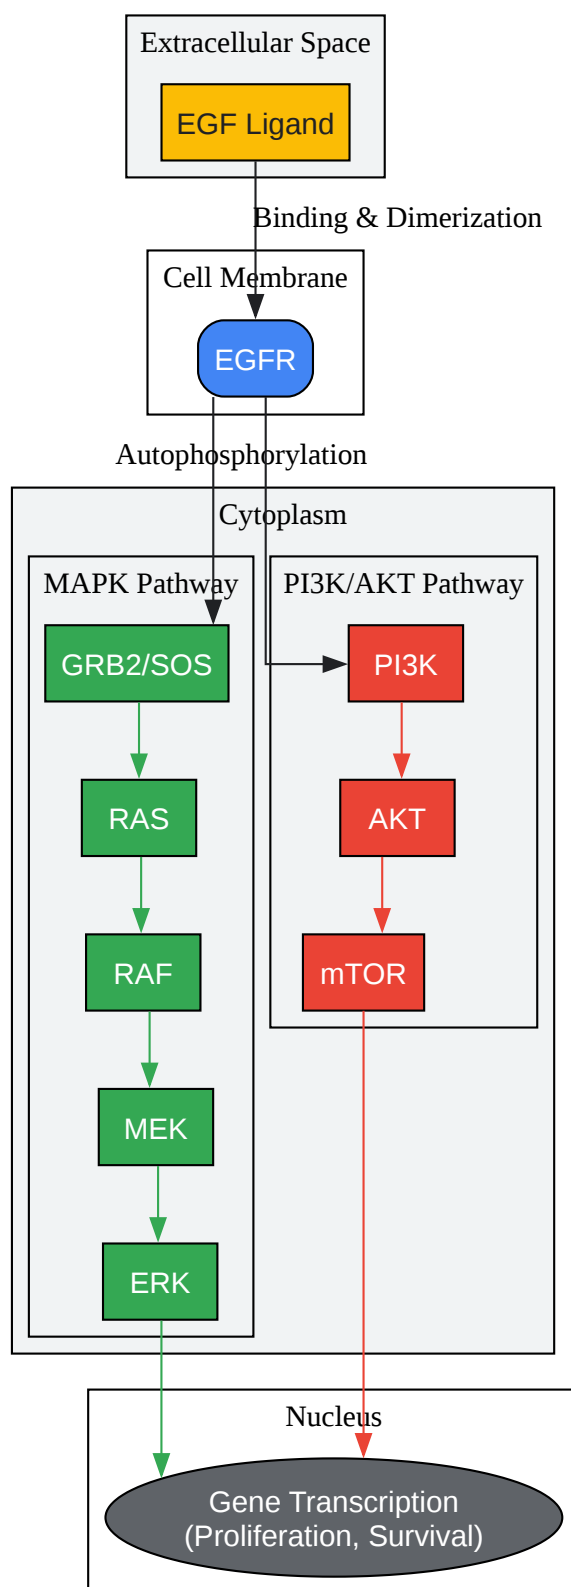 Extracellular Space
EGF Ligand
Binding & Dimerization
Cell Membrane
EGFR
Autophosphorylation
Cytoplasm
MAPK Pathway
PI3K/AKT Pathway
GRB2/SOS
PI3K
RAS
AKT
RAF
mTOR
MEK
ERK
Nucleus
Gene Transcription
(Proliferation, Survival)